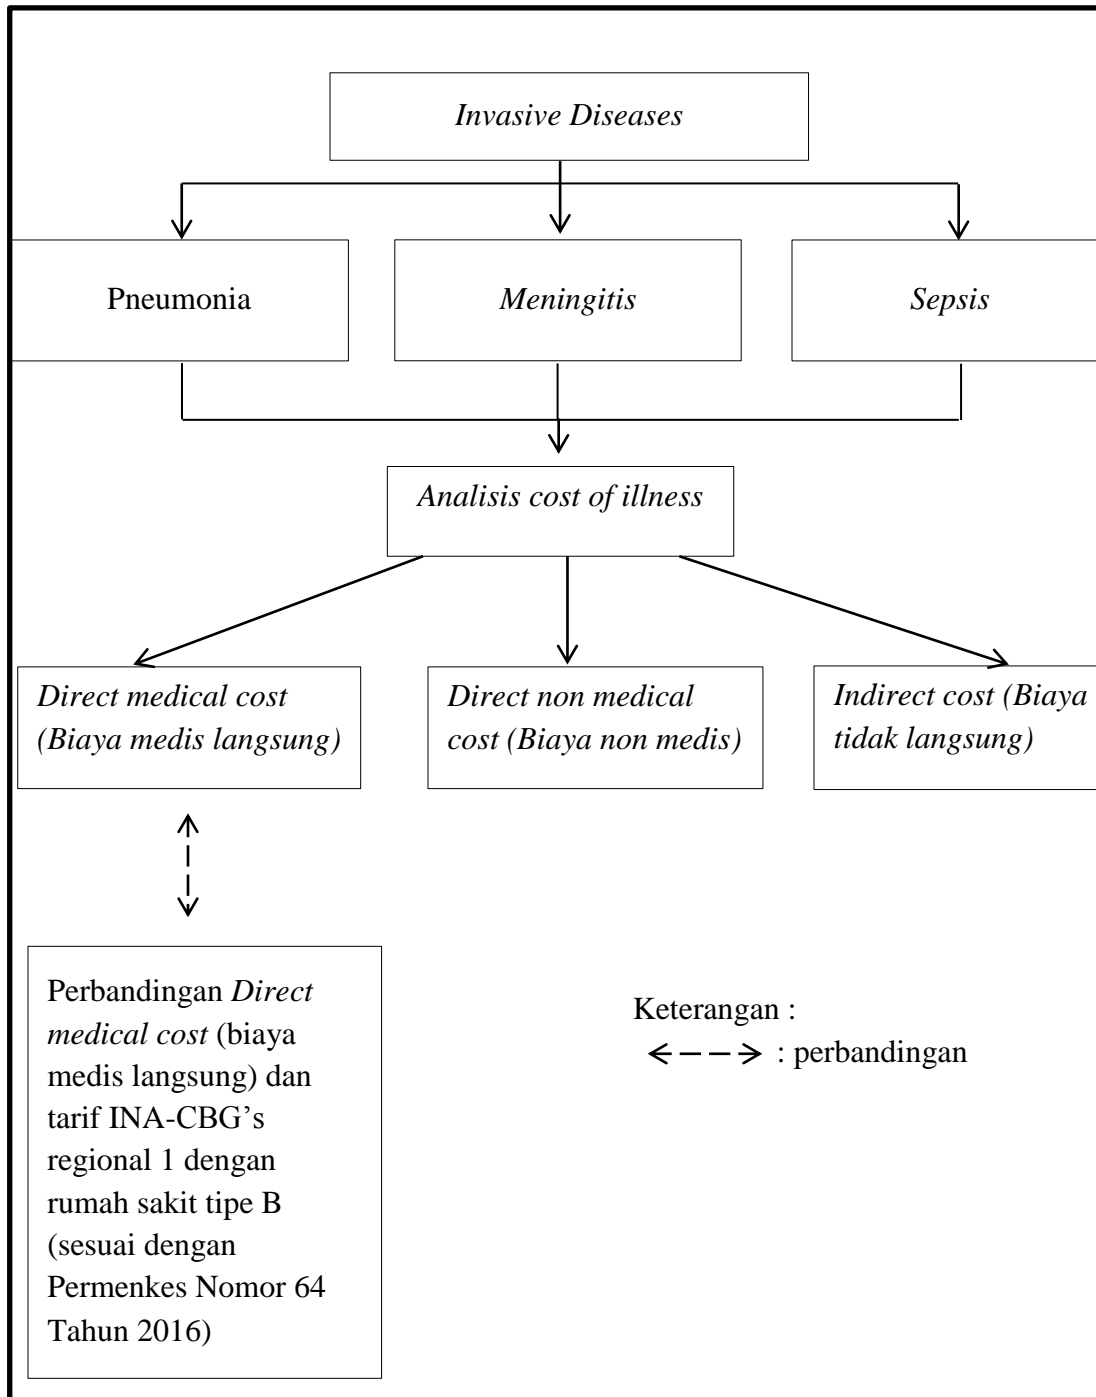 Invasive Diseases
Pneumonia
Meningitis
Sepsis
Analisis cost of illness
Direct medical cost
(Biaya medis langsung)
Direct non medical
cost (Biaya non medis)
Indirect cost (Biaya
tidak langsung)
Perbandingan Direct
medical cost (biaya
medis langsung) dan
tarif INA-CBG’s
regional 1 dengan
rumah sakit tipe B
(sesuai dengan
Permenkes Nomor 64
Tahun 2016)
Keterangan :
: perbandingan